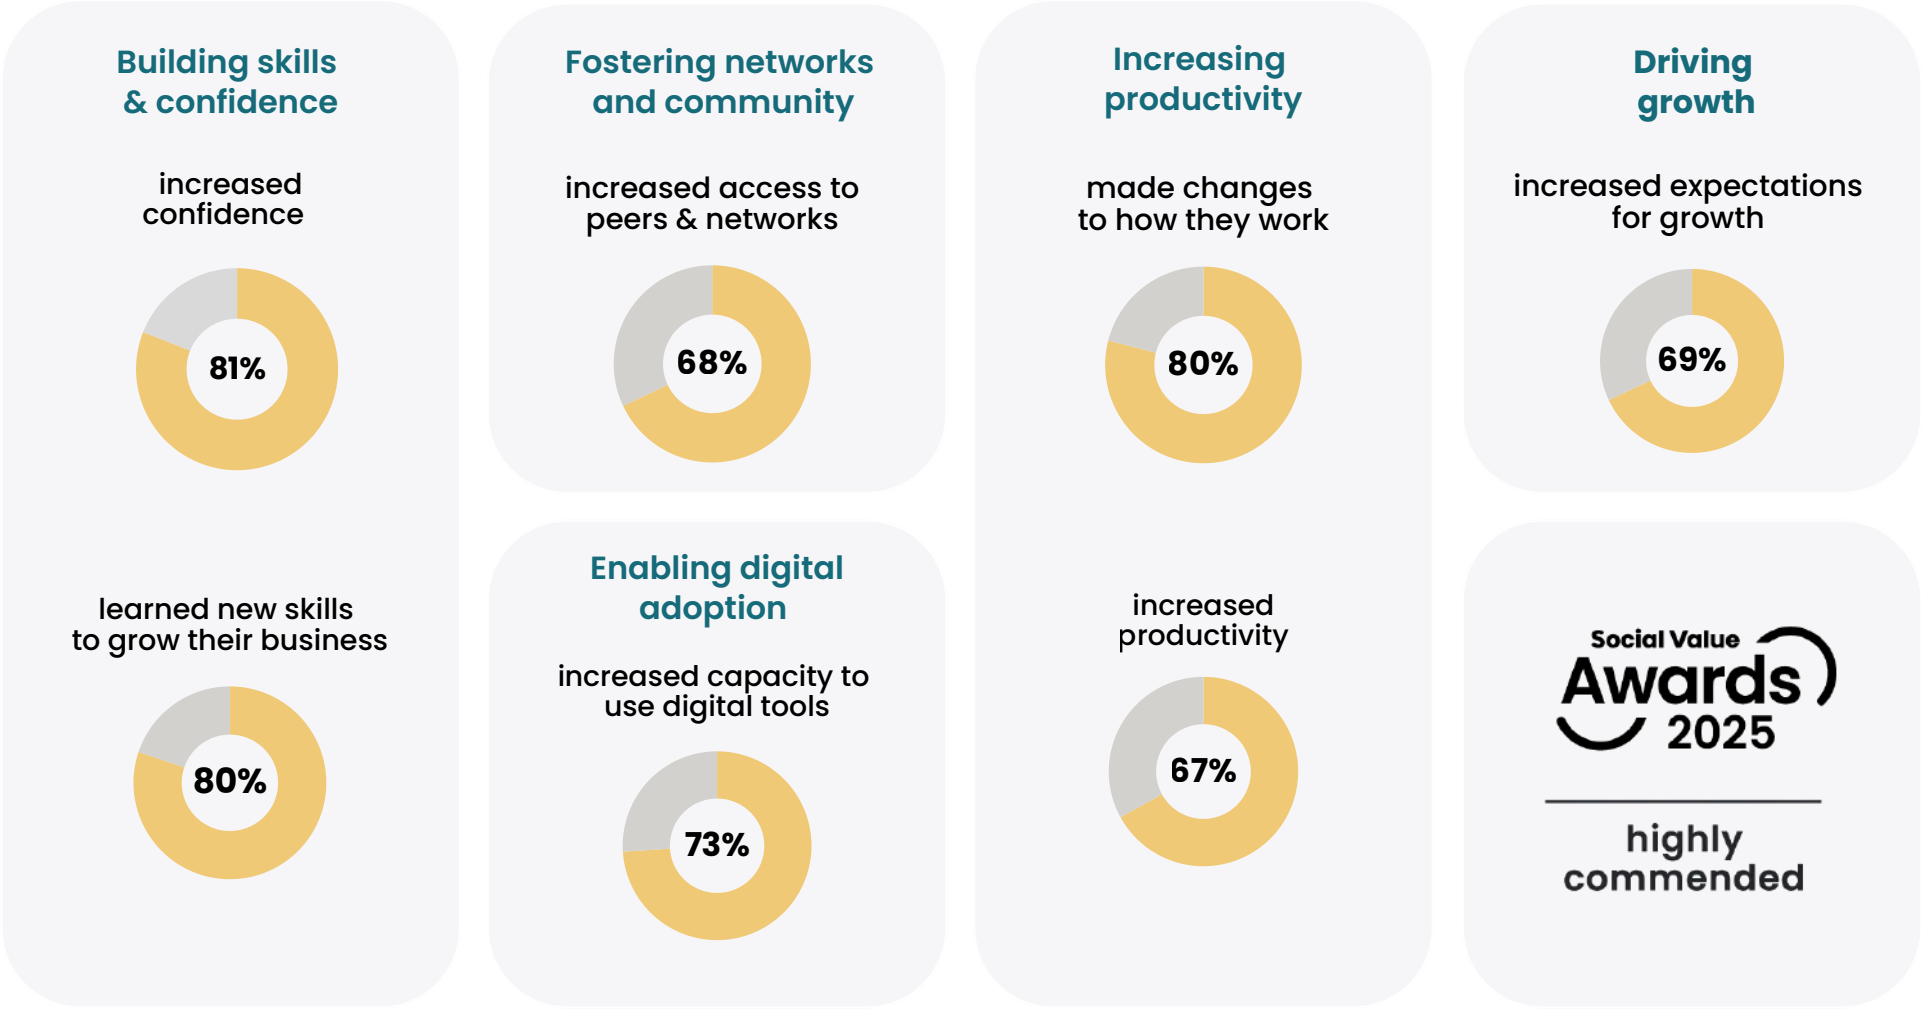 Building skills
& confidence
increased
confidence
81%
learned new skills
to grow their business
80%
Fostering networks
and community
increased access to
peers & networks
68%
Enabling digital
adoption
increased capacity to
use digital tools
73%
Increasing
productivity
made changes
to how they work
80%
increased
productivity
67%
Driving
growth
increased expectations
for growth
69%
Social Value
Awards
2025
highly
commended